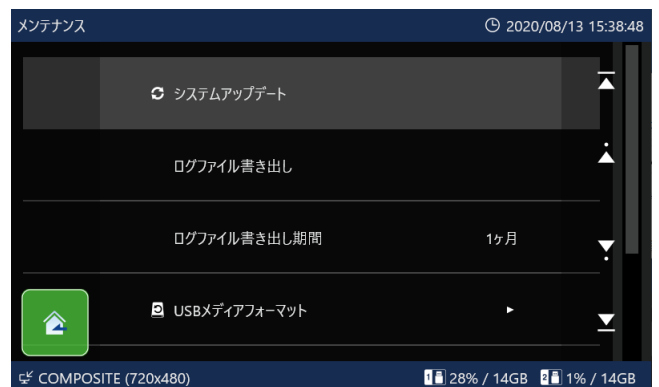 メンテナンス 2020/08/13 15:38:48
システムアップデート
ログファイル書き出し
ログファイル書き出し期間 1ヶ月
USBメディアフォーマット
COMPOSITE (720x480) 1 28% / 14GB 2 1% / 14GB